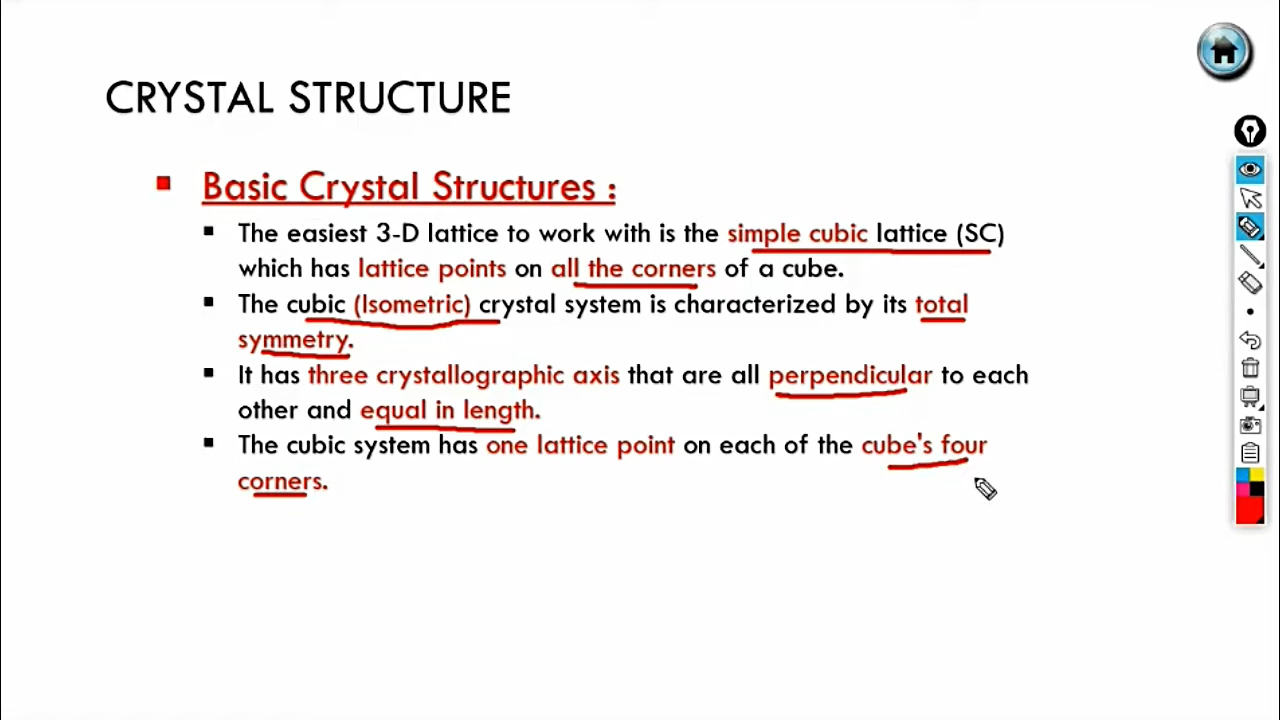 CRYSTAL STRUCTURE
Basic Crystal Structures :
The easiest 3-D lattice to work with is the simple cubic lattice (SC)
which has lattice points on all the corners of a cube.
The cubic (Isometric) crystal system is characterized by its total
symmetry.
It has three crystallographic axis that are all perpendicular to each
other and equal in length.
The cubic system has one lattice point on each of the cube's four
corners.